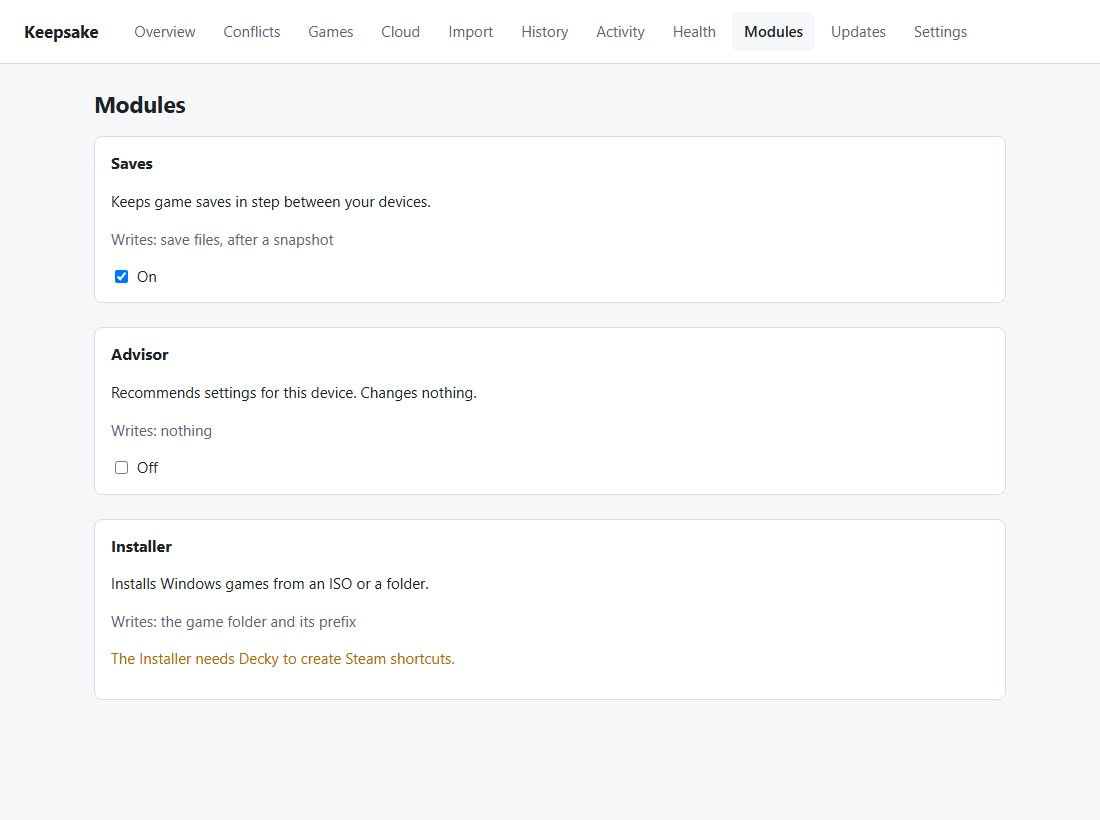 Keepsake
Overview
Conflicts
Games
Cloud
Import
History
Activity
Health
Modules
Updates
Settings
Modules
Saves
Keeps game saves in step between your devices.
Writes: save files, after a snapshot
On
Advisor
Recommends settings for this device. Changes nothing.
Writes: nothing
Off
Installer
Installs Windows games from an ISO or a folder.
Writes: the game folder and its prefix
The Installer needs Decky to create Steam shortcuts.